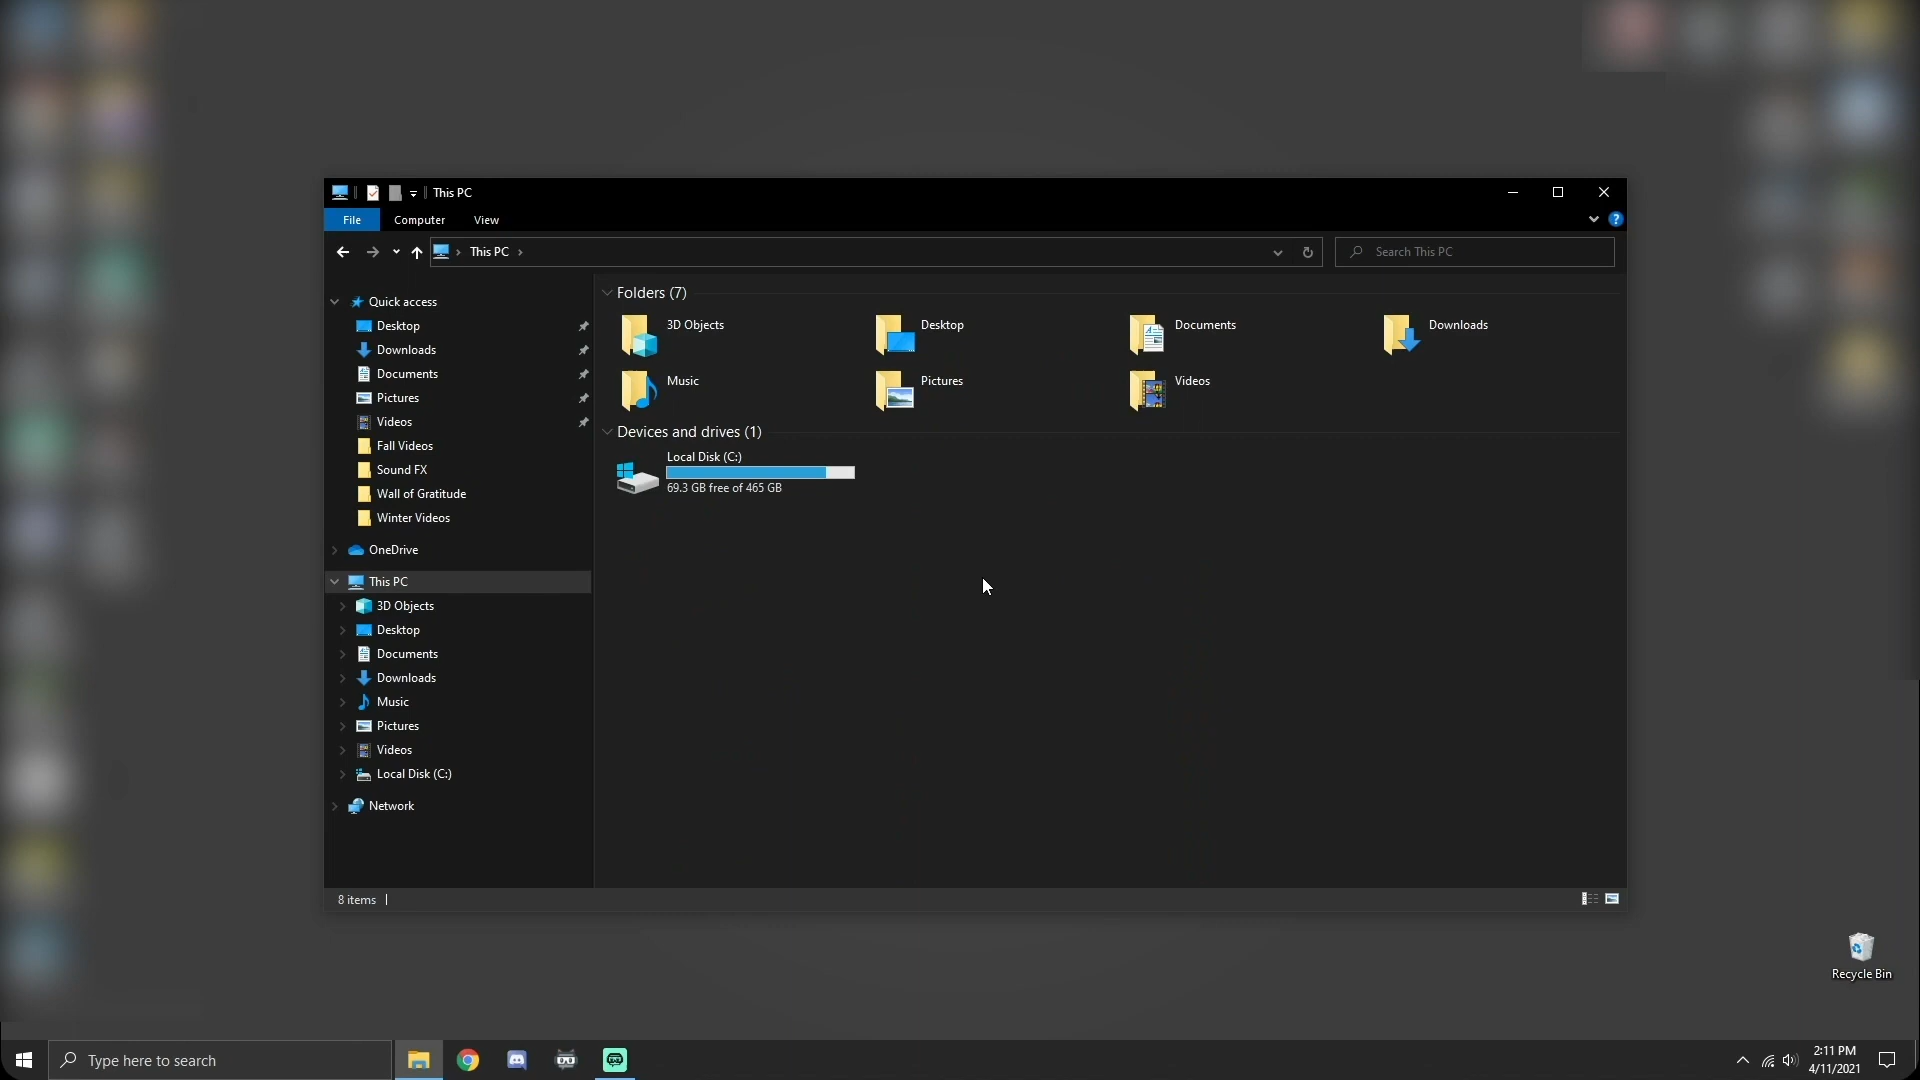 This PC
File Computer View
This PC
Search This PC
Quick access
Desktop
Downloads
Documents
Pictures
Videos
Fall Videos
Sound FX
Wall of Gratitude
Winter Videos
OneDrive
This PC
3D Objects
Desktop
Documents
Downloads
Music
Pictures
Videos
Local Disk (C:)
Network
Folders (7)
3D Objects
Desktop
Documents
Downloads
Music
Pictures
Videos
Devices and drives (1)
Local Disk (C:)
69.3 GB free of 465 GB
8 items
Recycle Bin
Type here to search
2:11 PM
4/11/2021